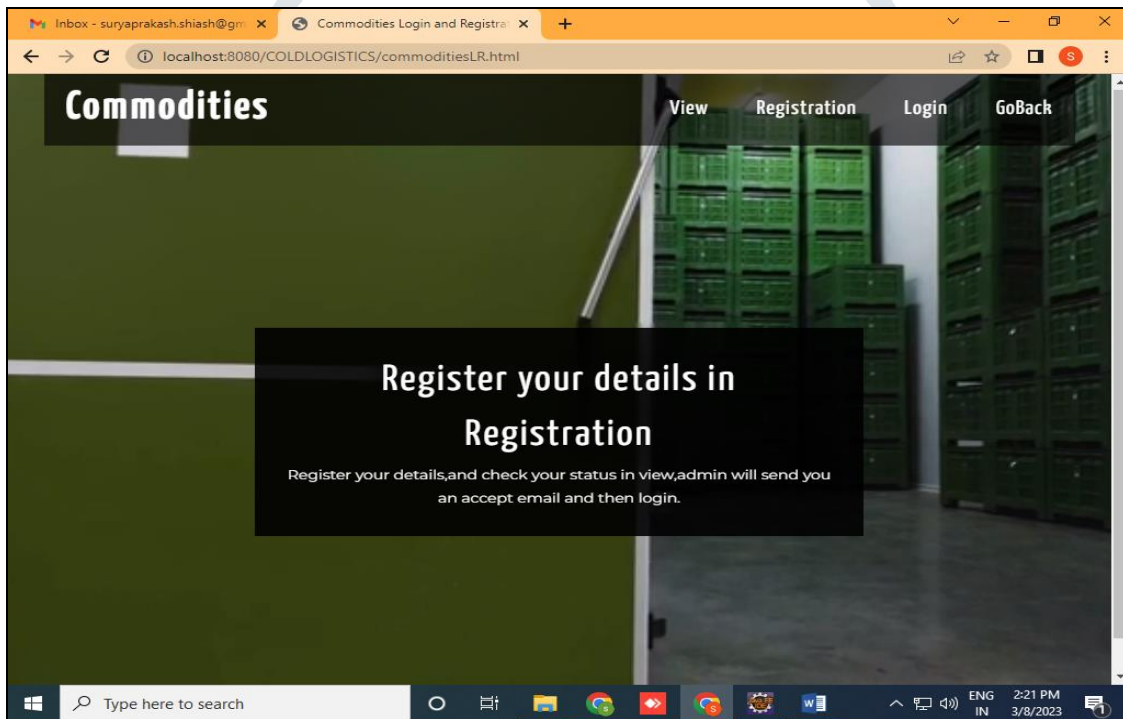 Inbox - suryaprakash.shiash@gm
Commodities Login and Registra
localhost:8080/COLDLOGISTICS/commoditiesLR.html
S
Commodities
View Registration Login GoBack
Register your details in
Registration
Register your details,and check your status in view,admin will send you
an accept email and then login.
Type here to search
ENG
IN
2:21 PM
3/8/2023